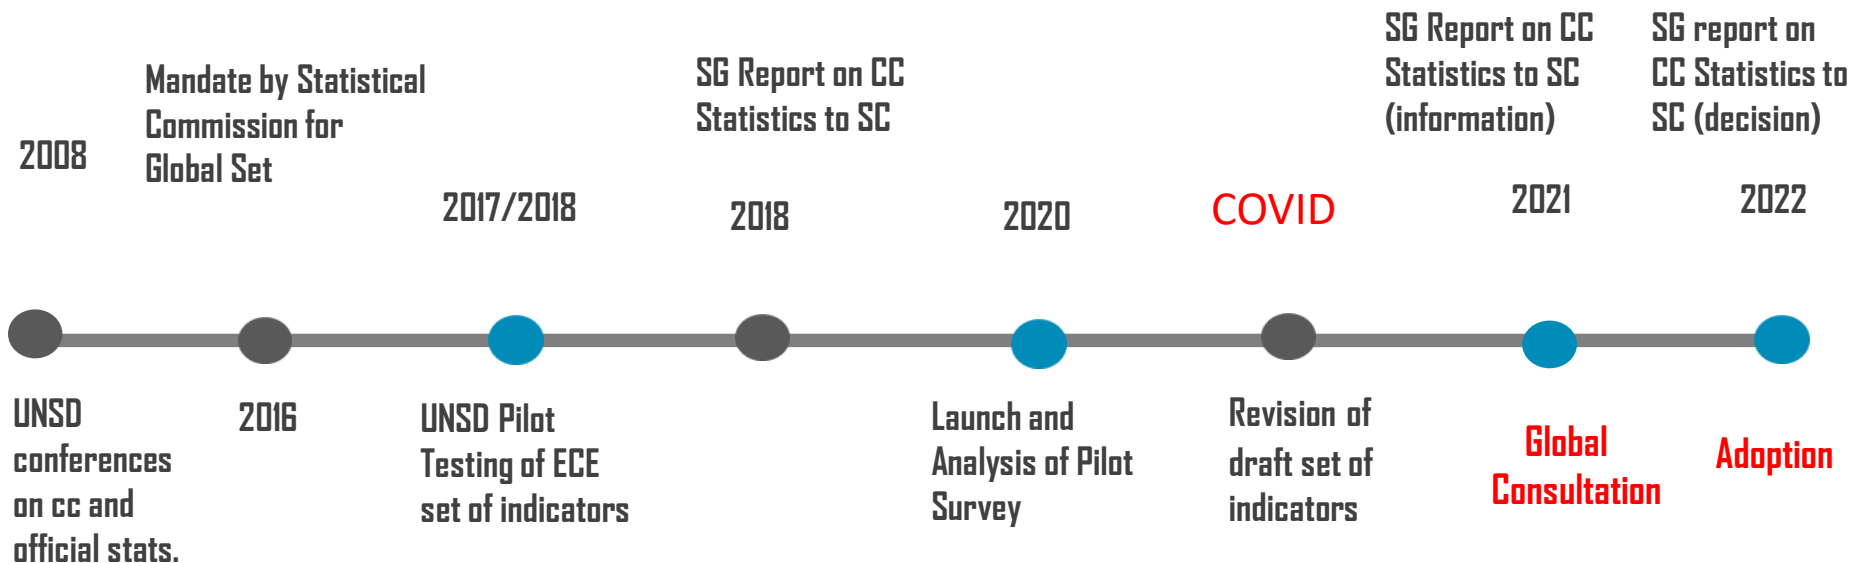 2008
UNSD
conferences
on cc and
official stats.
Mandate by Statistical
Commission for
Global Set
2016
2017/2018
UNSD Pilot
Testing of ECE
set of indicators
SG Report on CC
Statistics to SC
2018
2020
Launch and
Analysis of Pilot
Survey
COVID
Revision of
draft set of
indicators
SG Report on CC
Statistics to SC
(information)
2021
Global
Consultation
SG report on
CC Statistics to
SC (decision)
2022
Adoption